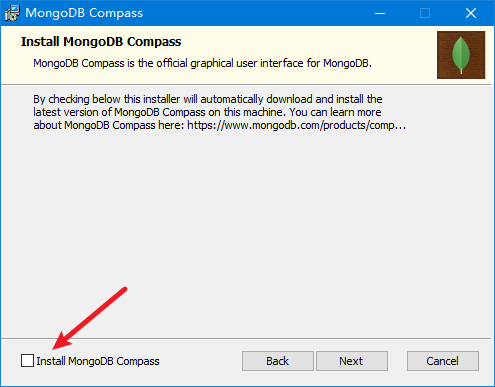 MongoDB Compass
Install MongoDB Compass
MongoDB Compass is the official graphical user interface for MongoDB.
By checking below this installer will automatically download and install the
latest version of MongoDB Compass on this machine. You can learn more
about MongoDB Compass here: https://www.mongodb.com/products/comp...
Install MongoDB Compass
Back
Next
Cancel